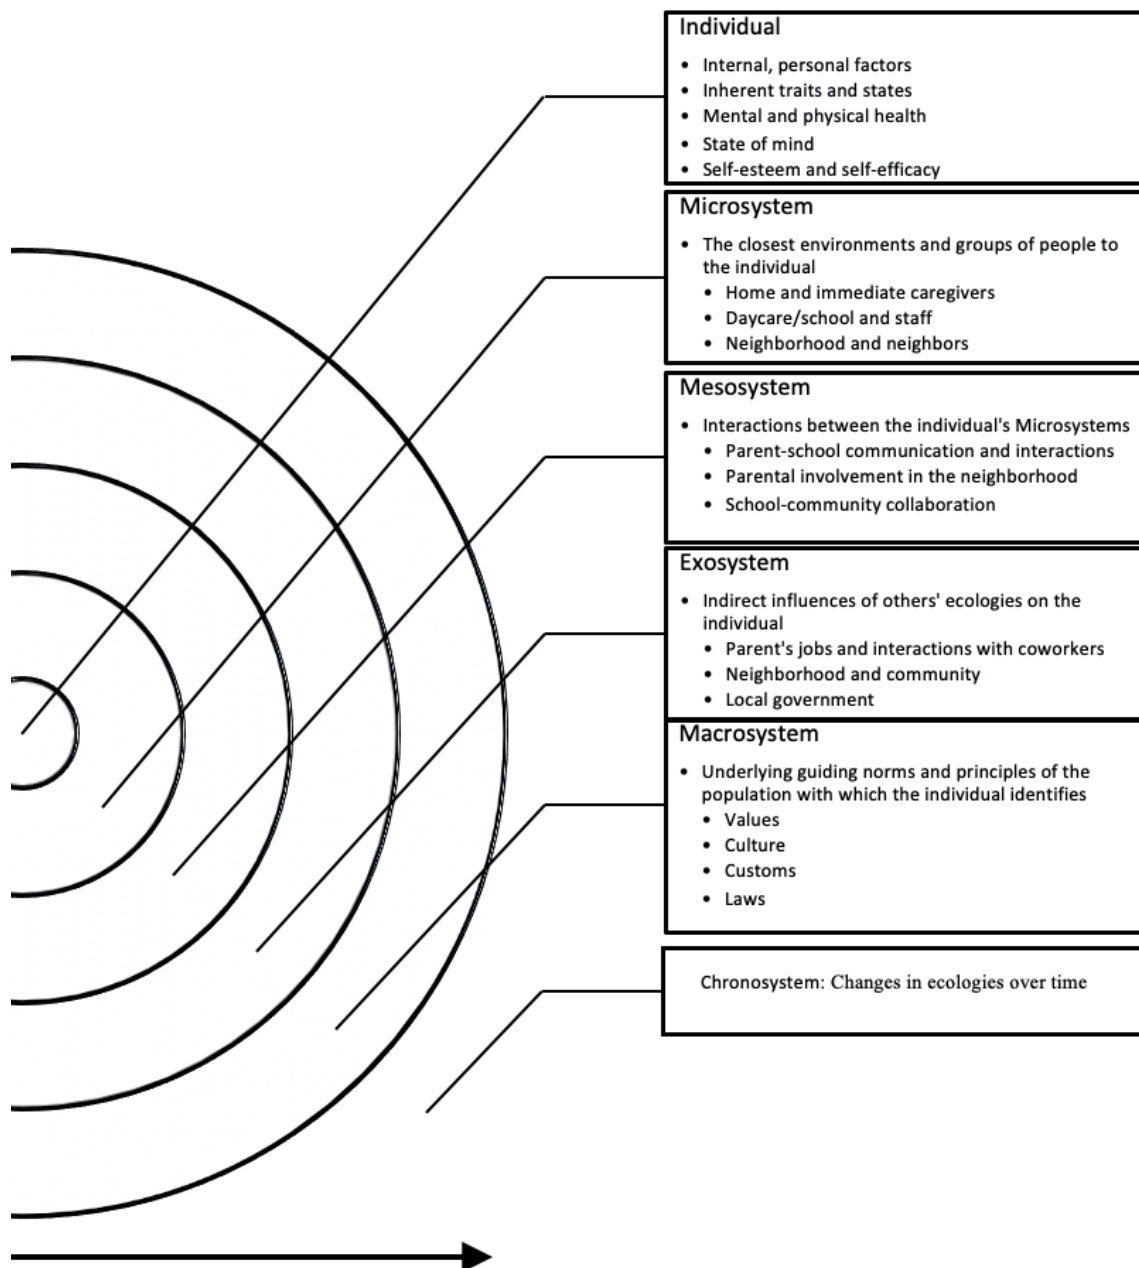 Individual
• Internal, personal factors
• Inherent traits and states
• Mental and physical health
• State of mind
• Self-esteem and self-efficacy
Microsystem
• The closest environments and groups of people to
the individual
• Home and immediate caregivers
• Daycare/school and staff
• Neighborhood and neighbors
Mesosystem
• Interactions between the individual's Microsystems
• Parent-school communication and interactions
• Parental involvement in the neighborhood
• School-community collaboration
Exosystem
• Indirect influences of others' ecologies on the
individual
• Parent's jobs and interactions with coworkers
• Neighborhood and community
• Local government
Macrosystem
• Underlying guiding norms and principles of the
population with which the individual identifies
• Values
• Culture
• Customs
• Laws
Chronosystem: Changes in ecologies over time